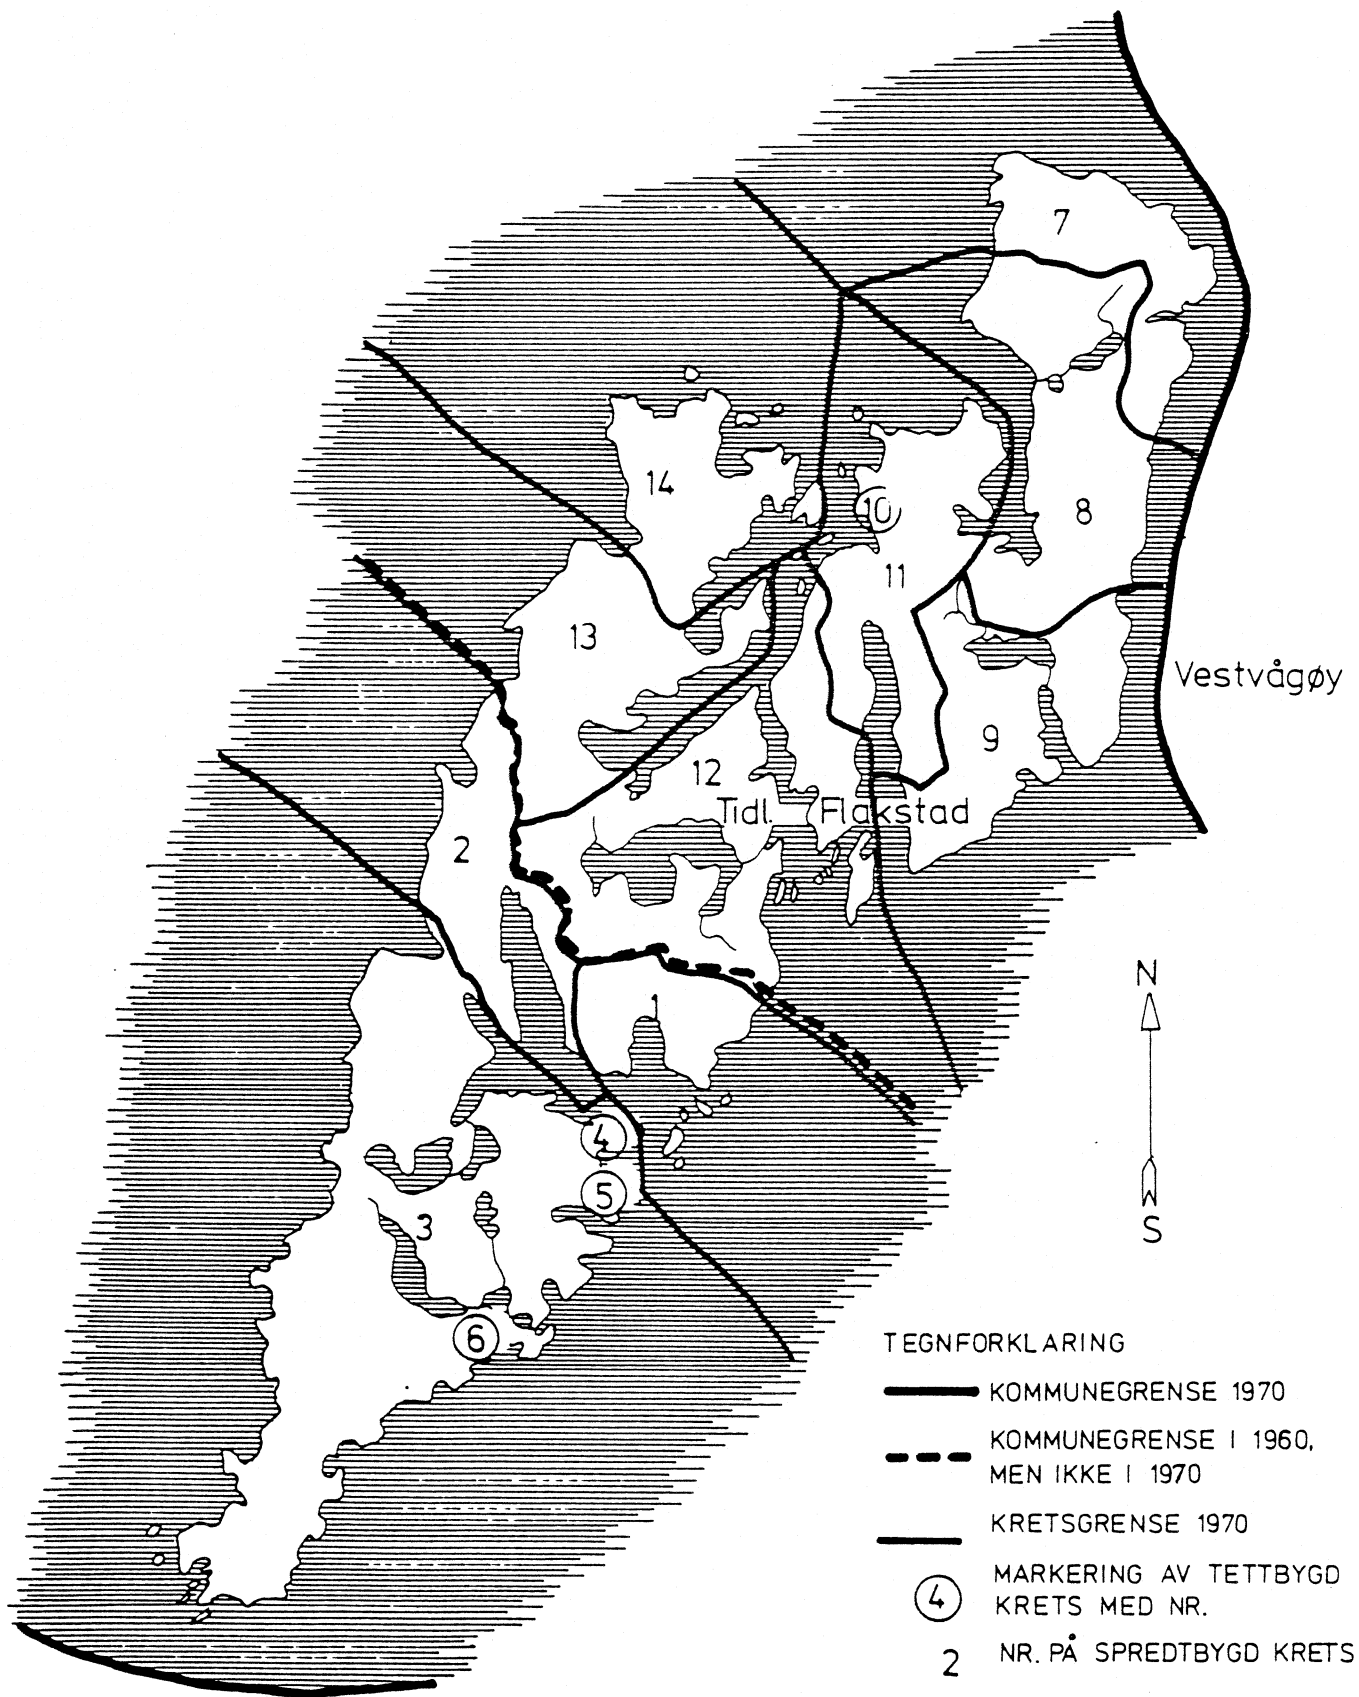 7
14
10
8
11
13
Vestvågøy
9
12
Tidl. Flakstad
2
1
N
4
5
3
S
6
TEGNFORKLARING
KOMMUNEGRENSE 1970
KOMMUNEGRENSE I 1960,
MEN IKKE I 1970
KRETSGRENSE 1970
4 MARKERING AV TETTBYGD
KRETS MED NR.
2 NR. PÅ SPREDTBYGD KRETS